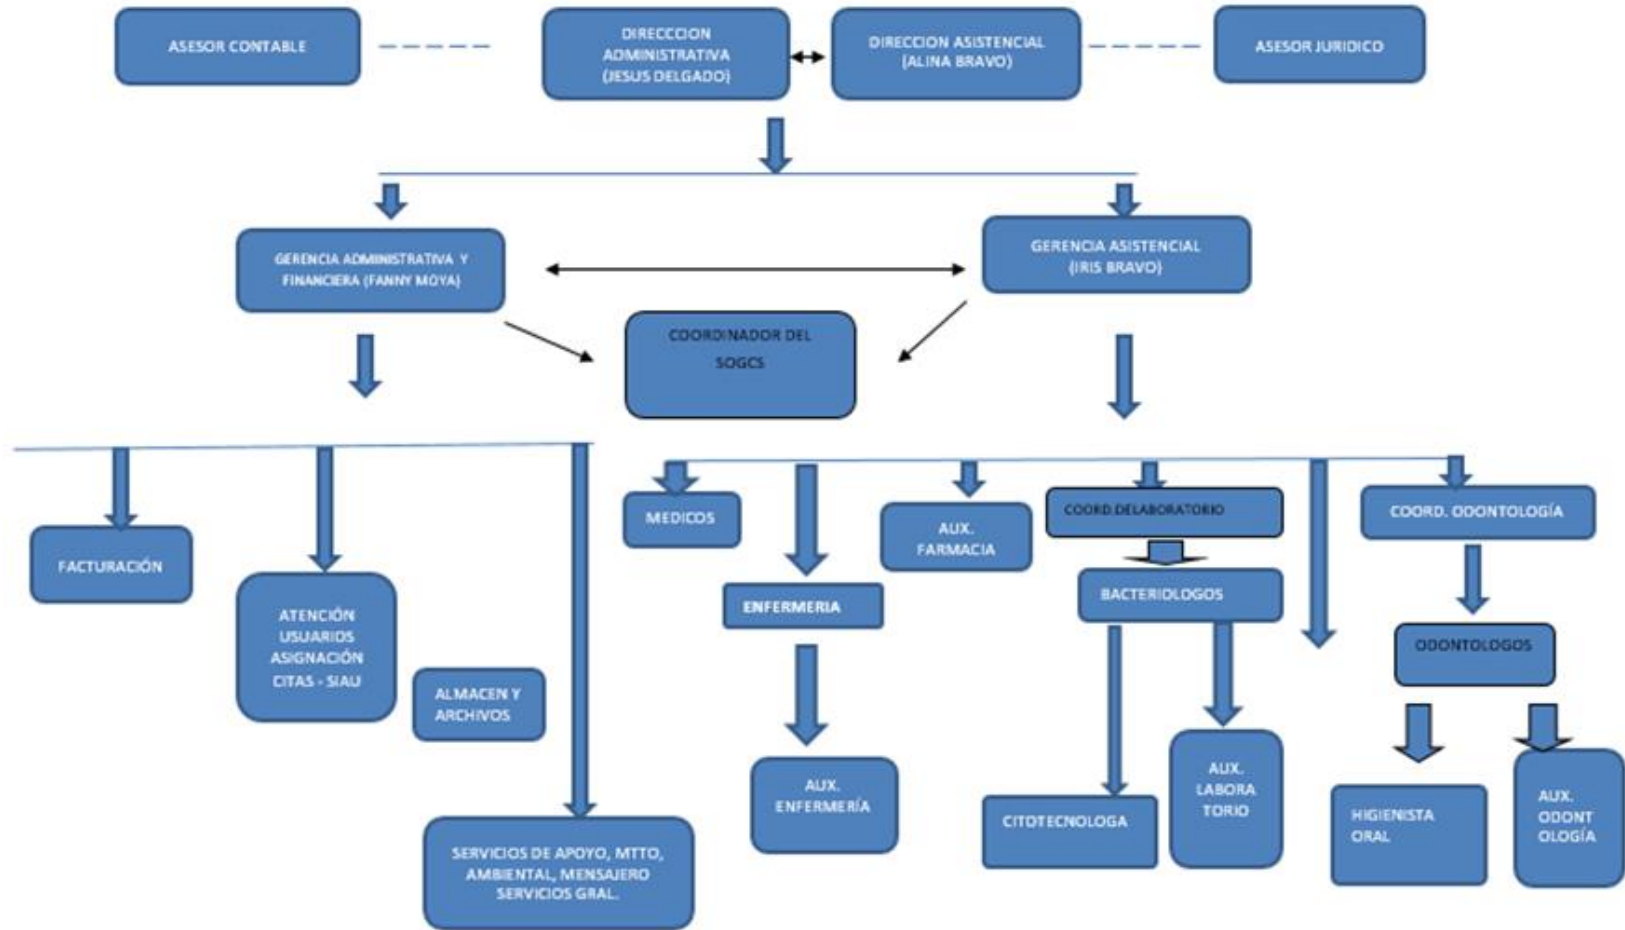 ASESOR CONTABLE
DIRECCCION
ADMINISTRATIVA
(JESUS DELGADO)
DIRECCION ASISTENCIAL
(ALINA BRAVO)
ASESOR JURIDICO
GERENCIA ADMINISTRATIVA Y
FINANCIERA (FANNY MOYA)
GERENCIA ASISTENCIAL
(IRIS BRAVO)
COORDINADOR DEL
SOGCS
FACTURACIÓN
ATENCIÓN
USUARIOS
ASIGNACIÓN
CITAS - SIAU
ALMACEN Y
ARCHIVOS
SERVICIOS DE APOYO, MTTO,
AMBIENTAL, MENSAJERO
SERVICIOS GRAL.
MEDICOS
ENFERMERIA
AUX.
ENFERMERÍA
AUX.
FARMACIA
COORD.DELABORATORIO
BACTERIOLOGOS
CITOTECNOLOGA
AUX.
LABORA
TORIO
COORD. ODONTOLOGÍA
ODONTOLOGOS
HIGIENISTA
ORAL
AUX.
ODONT
OLOGÍA